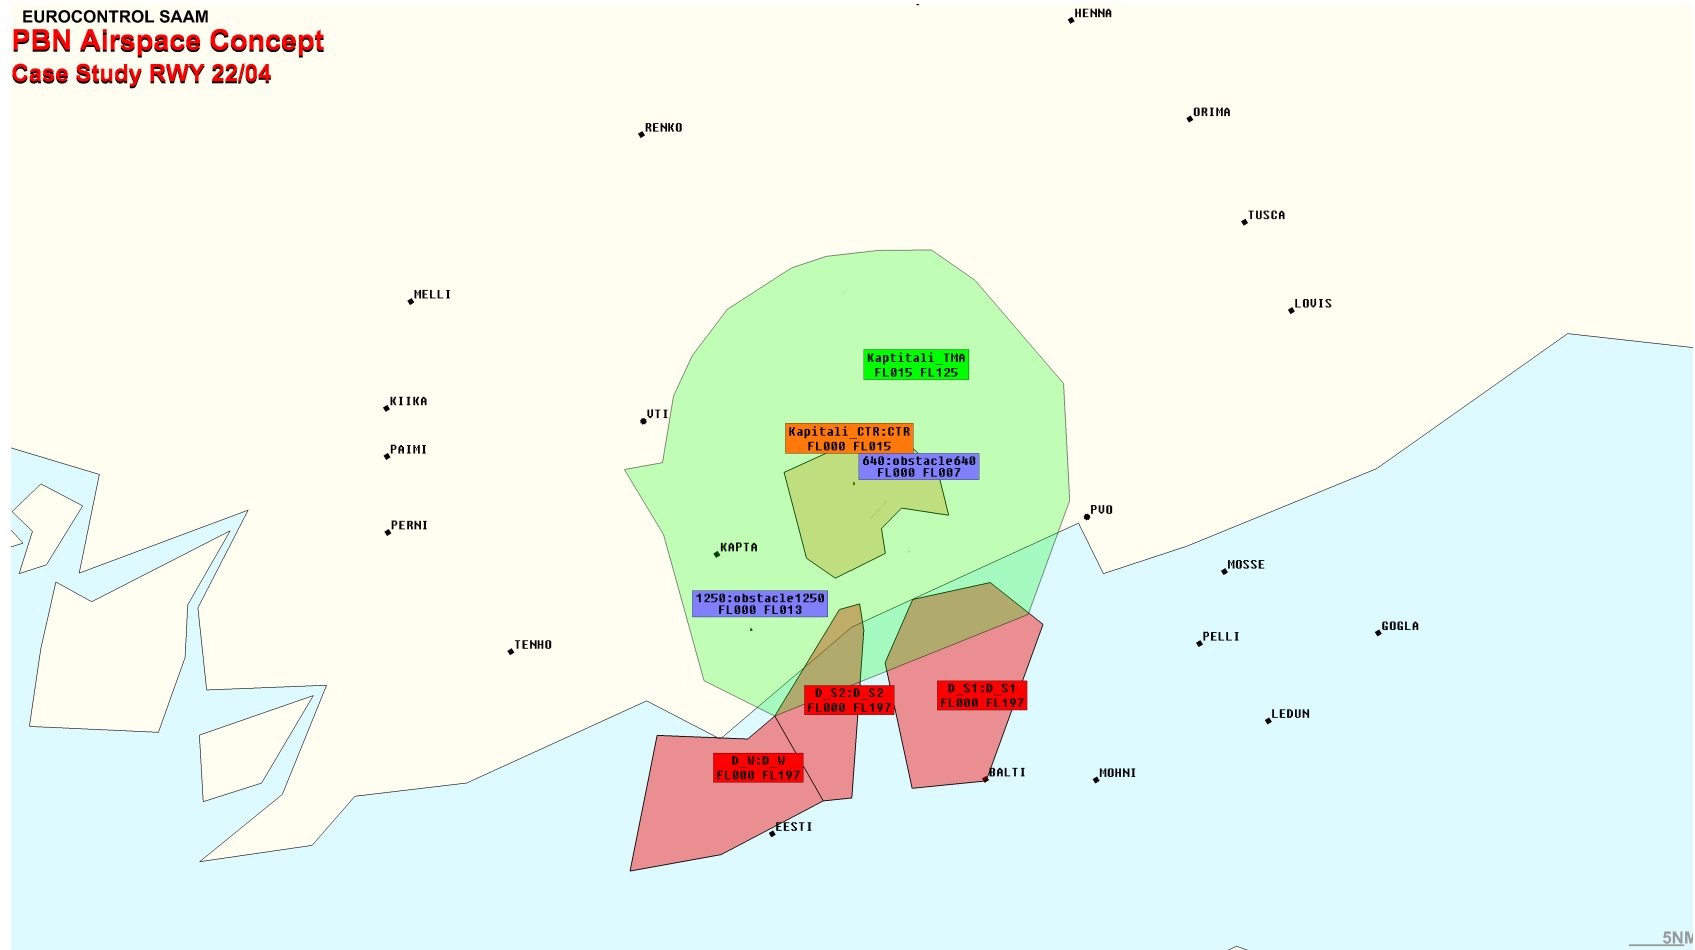 EUROCONTROL SAAM
PBN Airspace Concept
Case Study RWY 22/04
HENNA
ORIMA
RENKO
TUSCA
MELLI
LOVIS
Kaptitali_TMA
FL015 FL125
KIIKA
VTI
Kapitali_CTR:CTR
FL000 FL015
PAIMI
640:obstacle640
FL000 FL007
PVO
PERNI
KAPTA
MOSSE
1250:obstacle1250
FL000 FL013
GOGLA
PELLI
TENHO
D_S1:D_S1
FL000 FL197
D_S2:D_S2
FL000 FL197
LEDUN
D_W:D_W
FL000 FL197
BALTI
MOHNI
EESTI
5NM